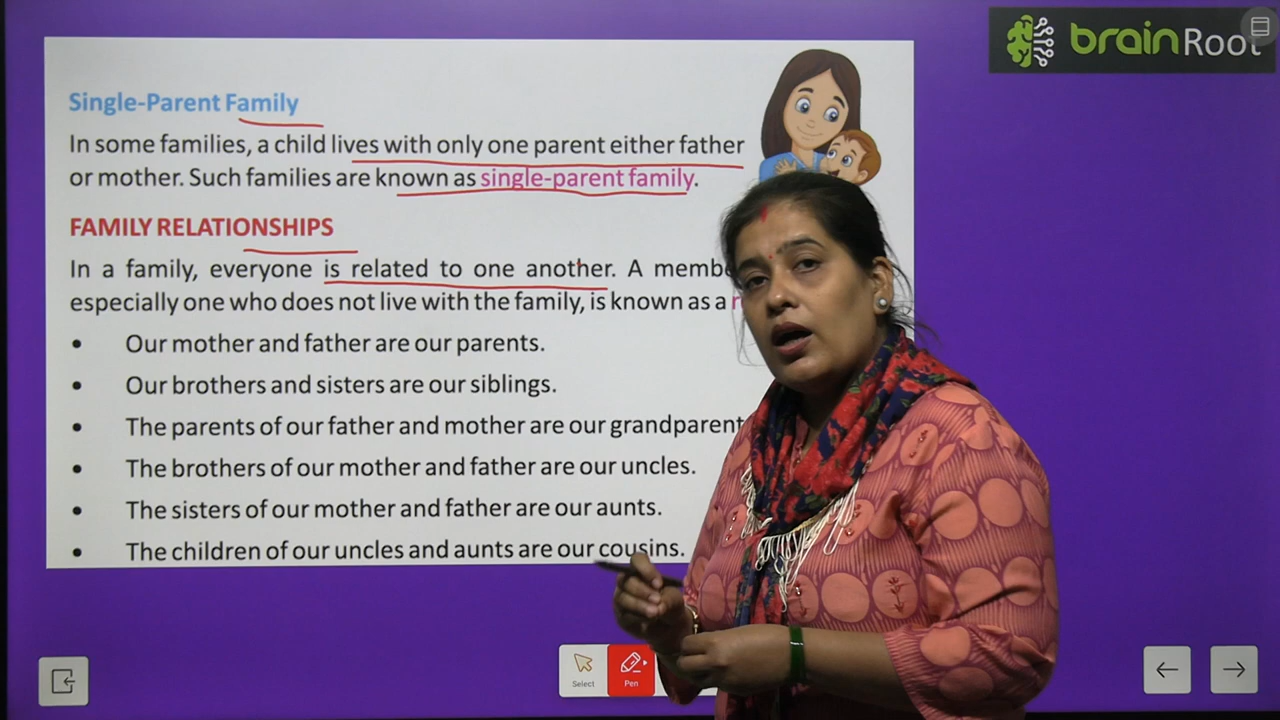 brainRoot
Single-Parent Family
In some families, a child lives with only one parent either father
or mother. Such families are known as single-parent family.
FAMILY RELATIONSHIPS
In a family, everyone is related to one another. A
especially one who does not live with the family, is known as a
• Our mother and father are our parents.
• Our brothers and sisters are our siblings.
• The parents of our father and mother are our grandparent
• The brothers of our mother and father are our uncles.
• The sisters of our mother and father are our aunts.
• The children of our uncles and aunts are our cousins.
Select
Pen